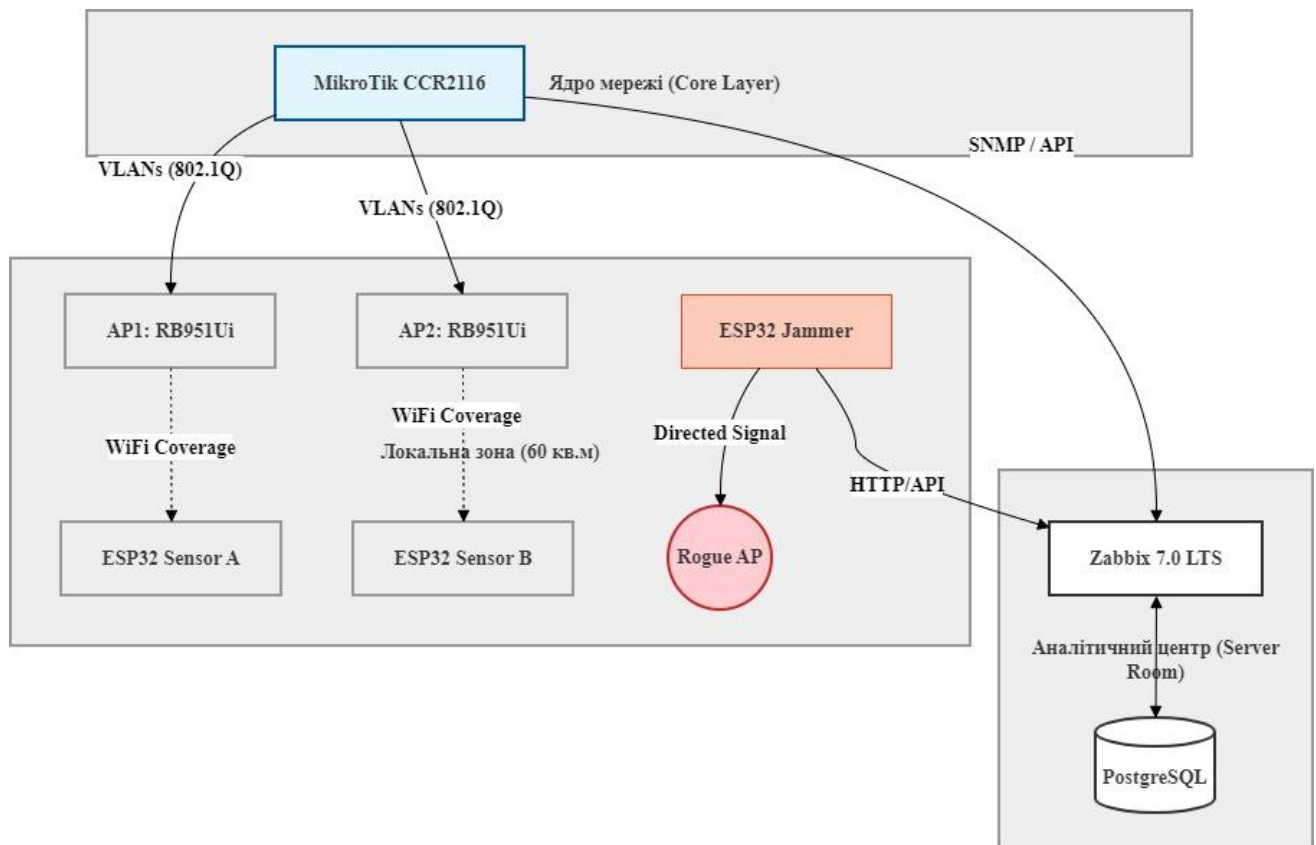 MikroTik CCR2116
Ядро мережі (Core Layer)
SNMP / API
VLANs (802.1Q)
VLANs (802.1Q)
AP1: RB951Ui
AP2: RB951Ui
ESP32 Jammer
WiFi Coverage
WiFi Coverage
Directed Signal
Локальна зона (60 кв.м)
HTTP/API
ESP32 Sensor A
ESP32 Sensor B
Rogue AP
Zabbix 7.0 LTS
Аналітичний центр (Server
Room)
PostgreSQL